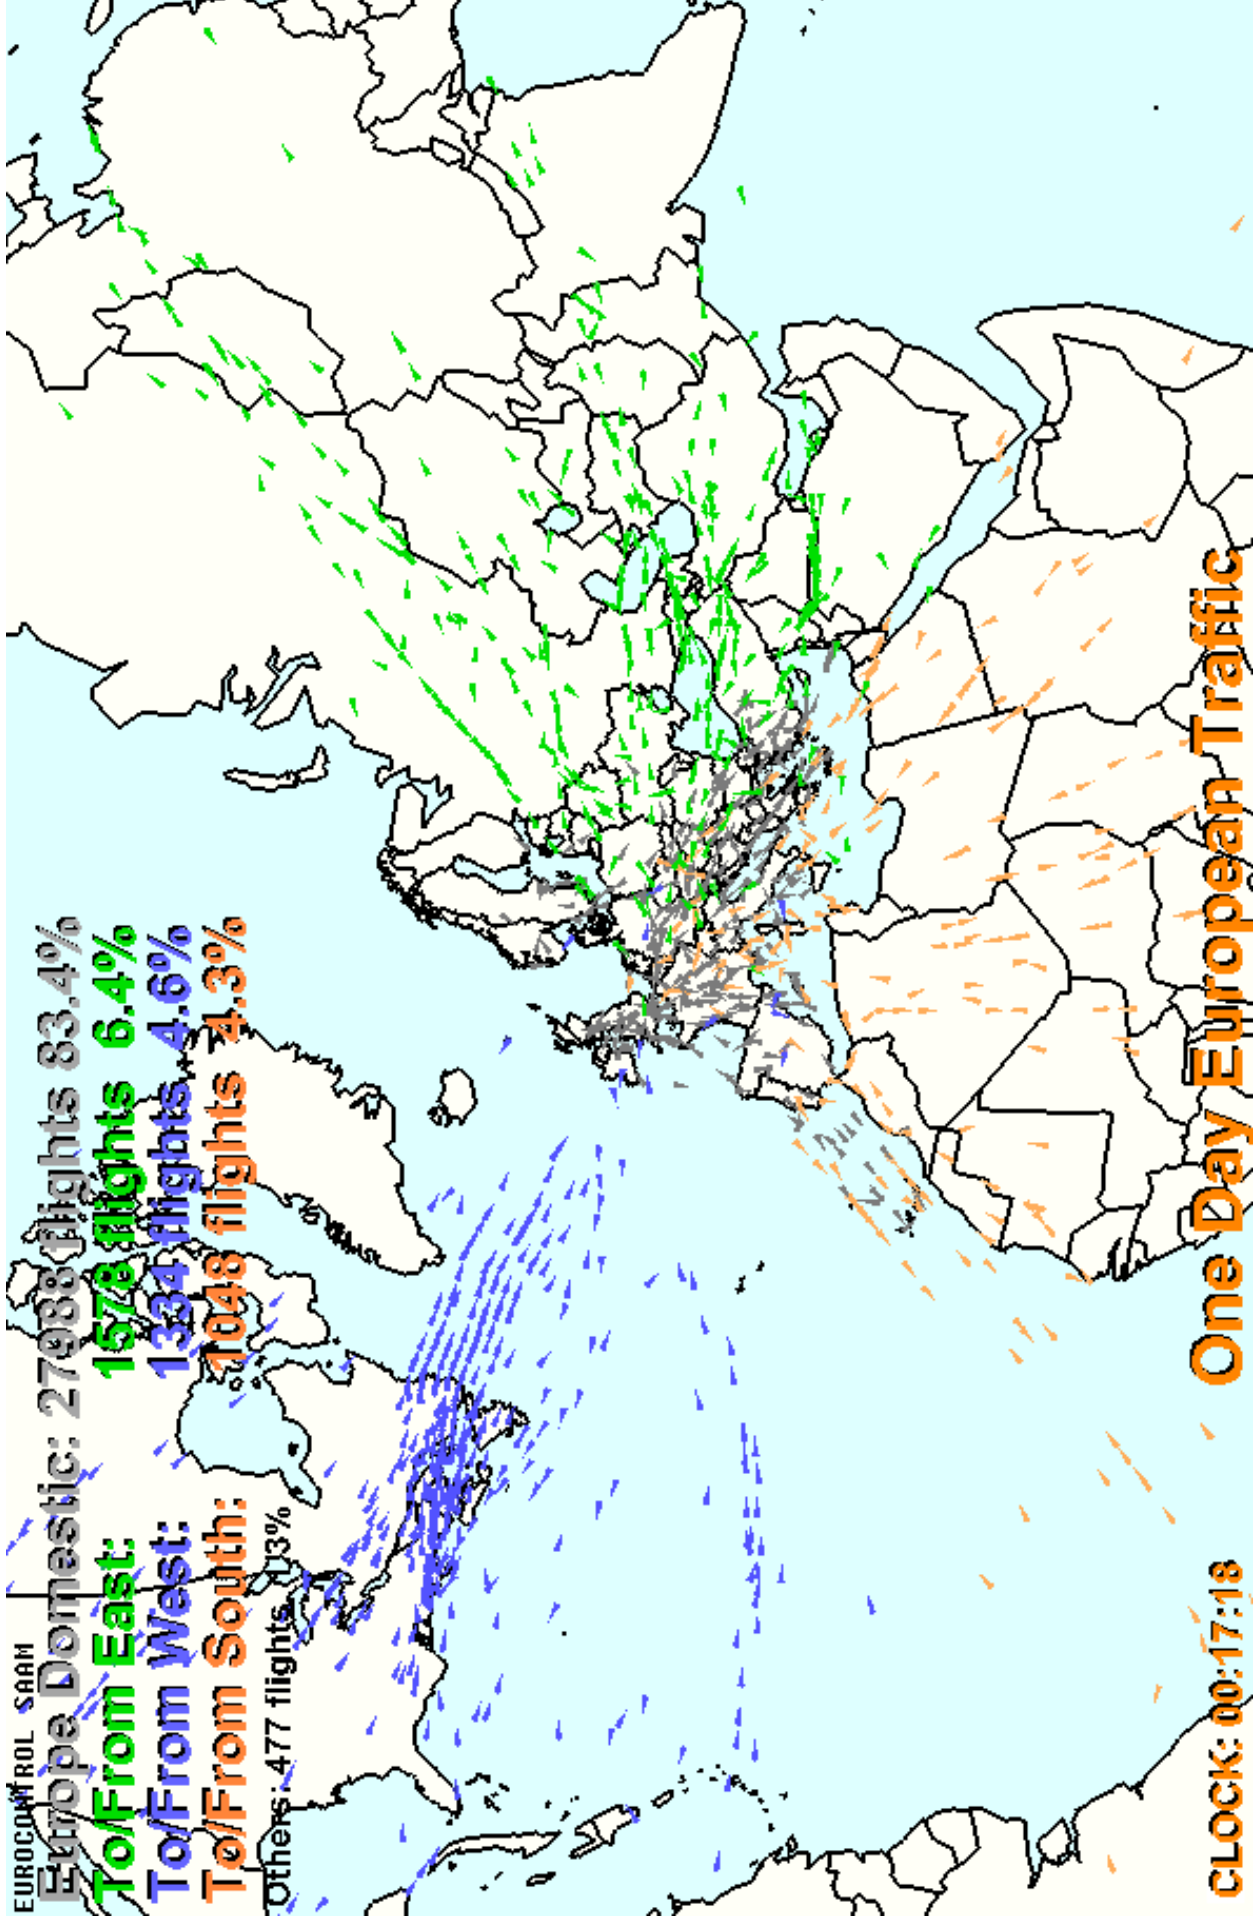 EUROCONTROL SAAM
Europe Domestic: 27988 flights 83.4%
To/From East: 1578 flights 6.4%
To/From West: 1334 flights 4.6%
To/From South: 1048 flights 4.3%
Others: 477 flights 1.3%
One Day European Traffic
CLOCK: 00:17:18